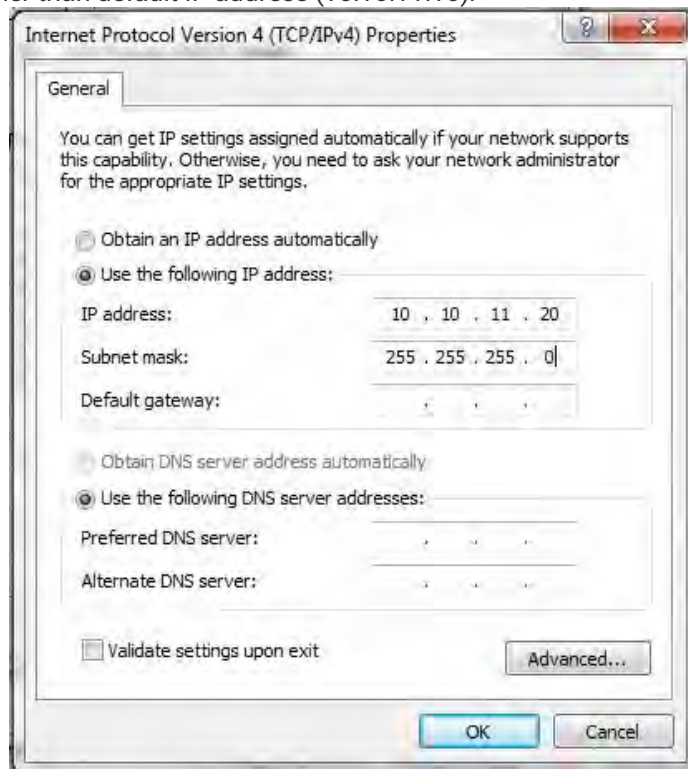 than default IP address
Internet Protocol Version 4 (TCP/IPv4) Properties
General
You can get IP settings assigned automatically if your network supports
this capability. Otherwise, you need to ask your network administrator
for the appropriate IP settings.
Obtain an IP address automatically
Use the following IP address:
IP address: 10 . 10 . 11 . 20
Subnet mask: 255 . 255 . 255 . 0
Default gateway: . . .
Obtain DNS server address automatically
Use the following DNS server addresses:
Preferred DNS server: . . .
Alternate DNS server: . . .
Validate settings upon exit
Advanced...
OK Cancel